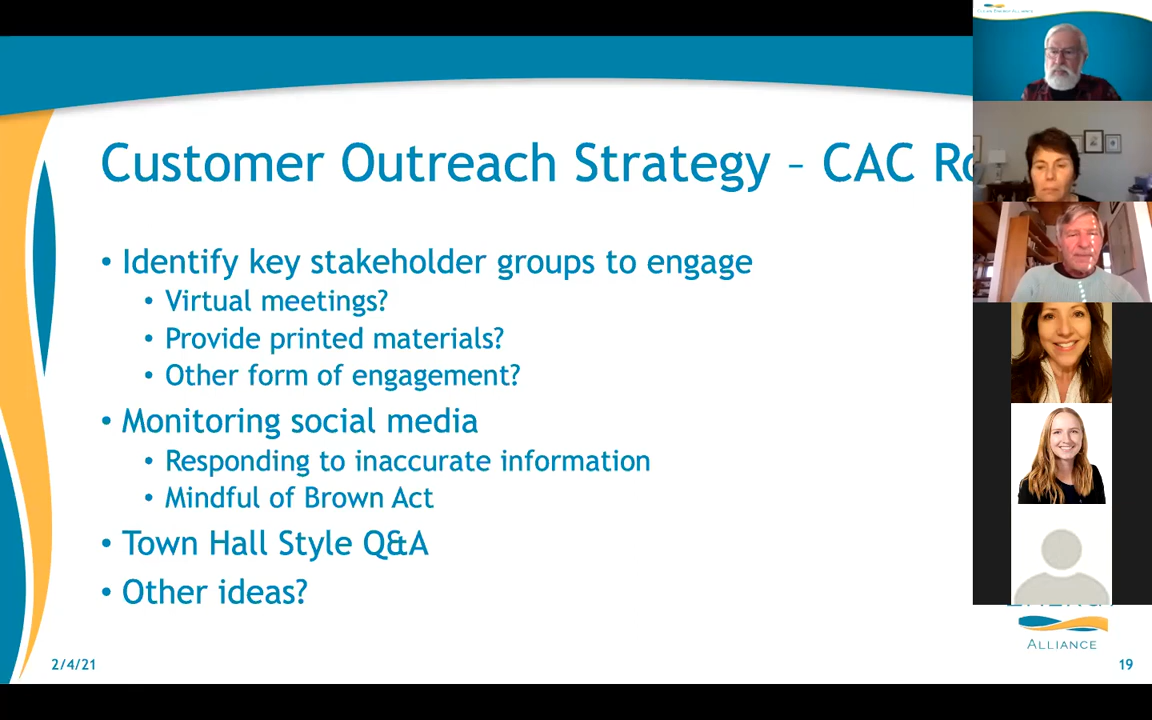 Customer Outreach Strategy – CAC
• Identify key stakeholder groups to engage
• Virtual meetings?
• Provide printed materials?
• Other form of engagement?
• Monitoring social media
• Responding to inaccurate information
• Mindful of Brown Act
• Town Hall Style Q&A
• Other ideas?
ALLIANCE
2/4/21
19